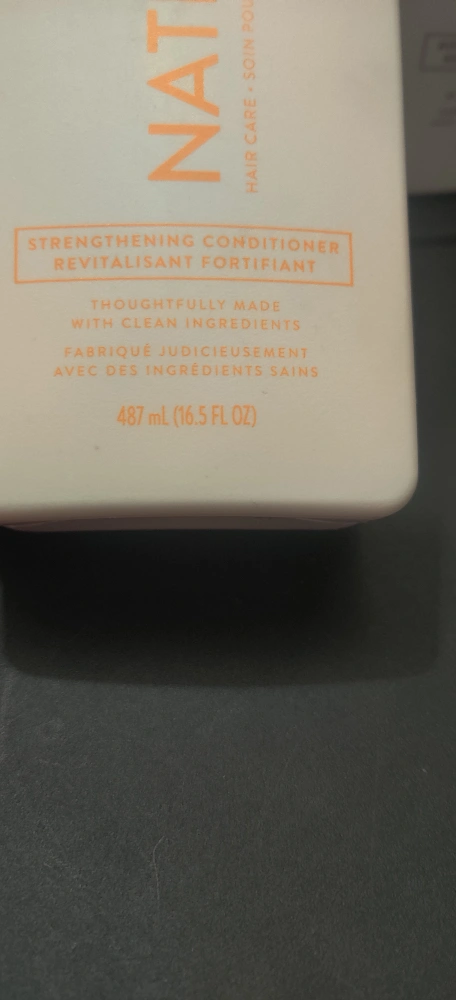 NATI
HAIR CARE • SOIN POU
STRENGTHENING CONDITIONER
REVITALISANT FORTIFIANT
THOUGHTFULLY MADE
WITH CLEAN INGREDIENTS
FABRIQUÉ JUDICIEUSEMENT
AVEC DES INGRÉDIENTS SAINS
487 mL (16.5 FL OZ)